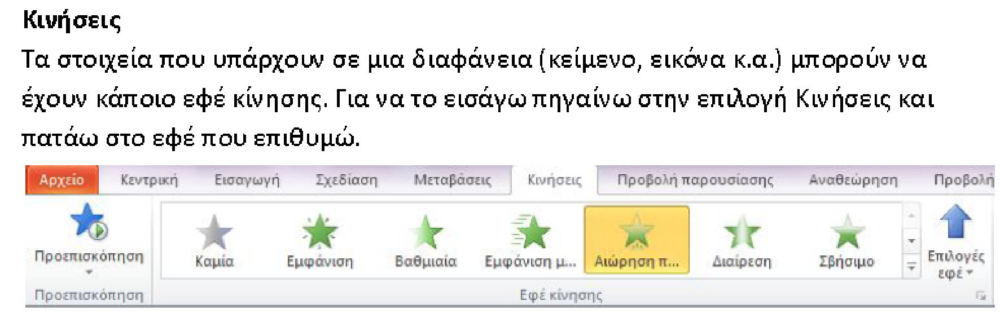 Κινήσεις
Τα στοιχεία που υπάρχουν σε μια διαφάνεια (κείμενο, εικόνα κ.α.) μπορούν να
έχουν κάποιο εφέ κίνησης. Για να το εισάγω πηγαίνω στην επιλογή Κινήσεις και
πατάω στο εφέ που επιθυμώ.
Αρχείο Κεντρική Εισαγωγή Σχεδίαση Μεταβάσεις Κινήσεις Προβολή παρουσίασης Αναθεώρηση Προβολή
Προεπισκόπηση Καμία Εμφάνιση Βαθμιαία Εμφάνιση μ... Αιώρηση π... Διαίρεση Σβήσιμο Επιλογές
εφέ
Προεπισκόπηση Εφέ κίνησης